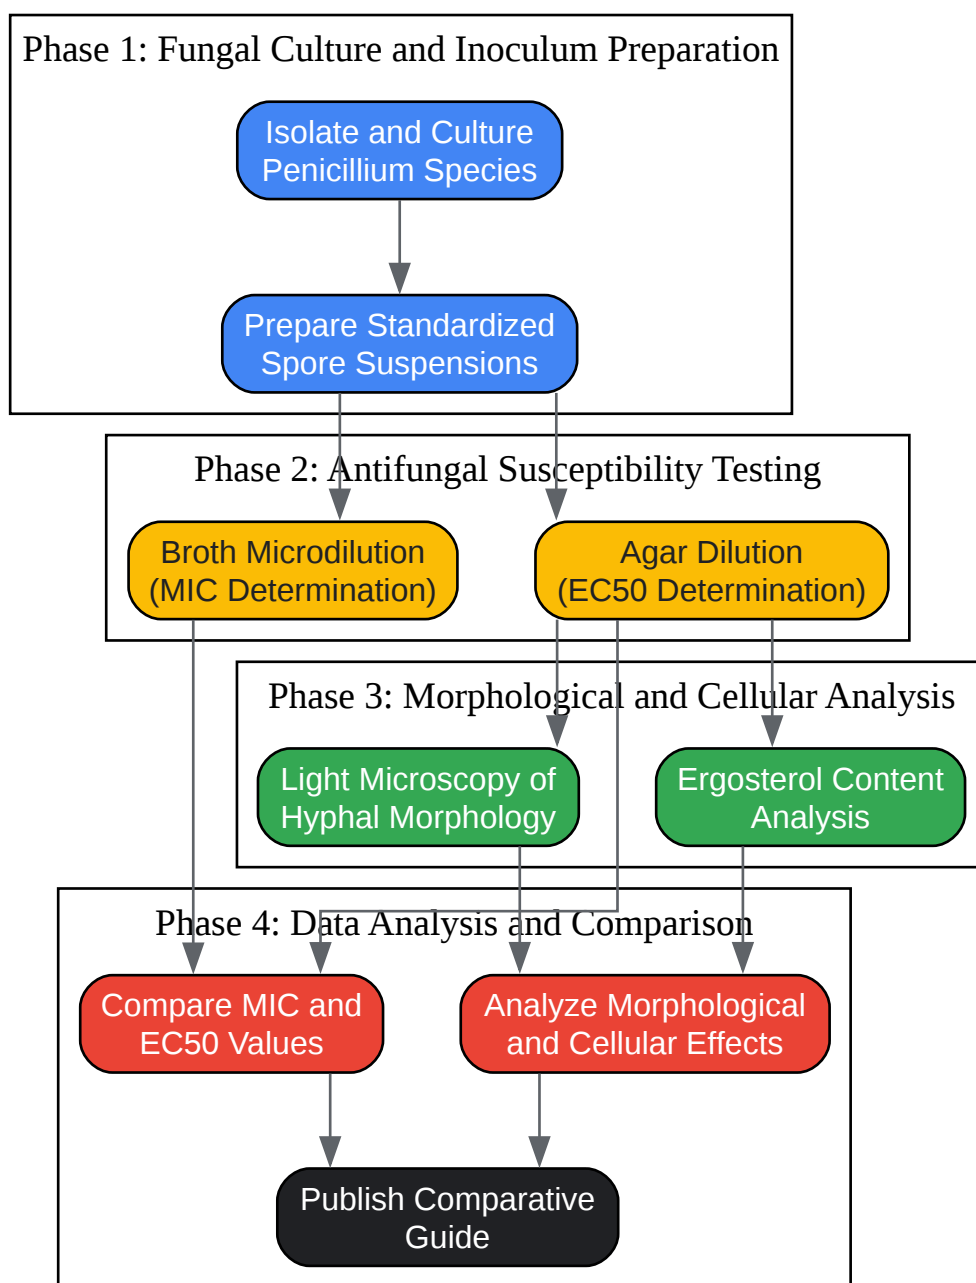 Phase 1: Fungal Culture and Inoculum Preparation
Isolate and Culture
Penicillium Species
Prepare Standardized
Spore Suspensions
Phase 2: Antifungal Susceptibility Testing
Broth Microdilution
(MIC Determination)
Agar Dilution
(EC50 Determination)
Phase 3: Morphological and Cellular Analysis
Light Microscopy of
Hyphal Morphology
Ergosterol Content
Analysis
Phase 4: Data Analysis and Comparison
Compare MIC and
EC50 Values
Analyze Morphological
and Cellular Effects
Publish Comparative
Guide